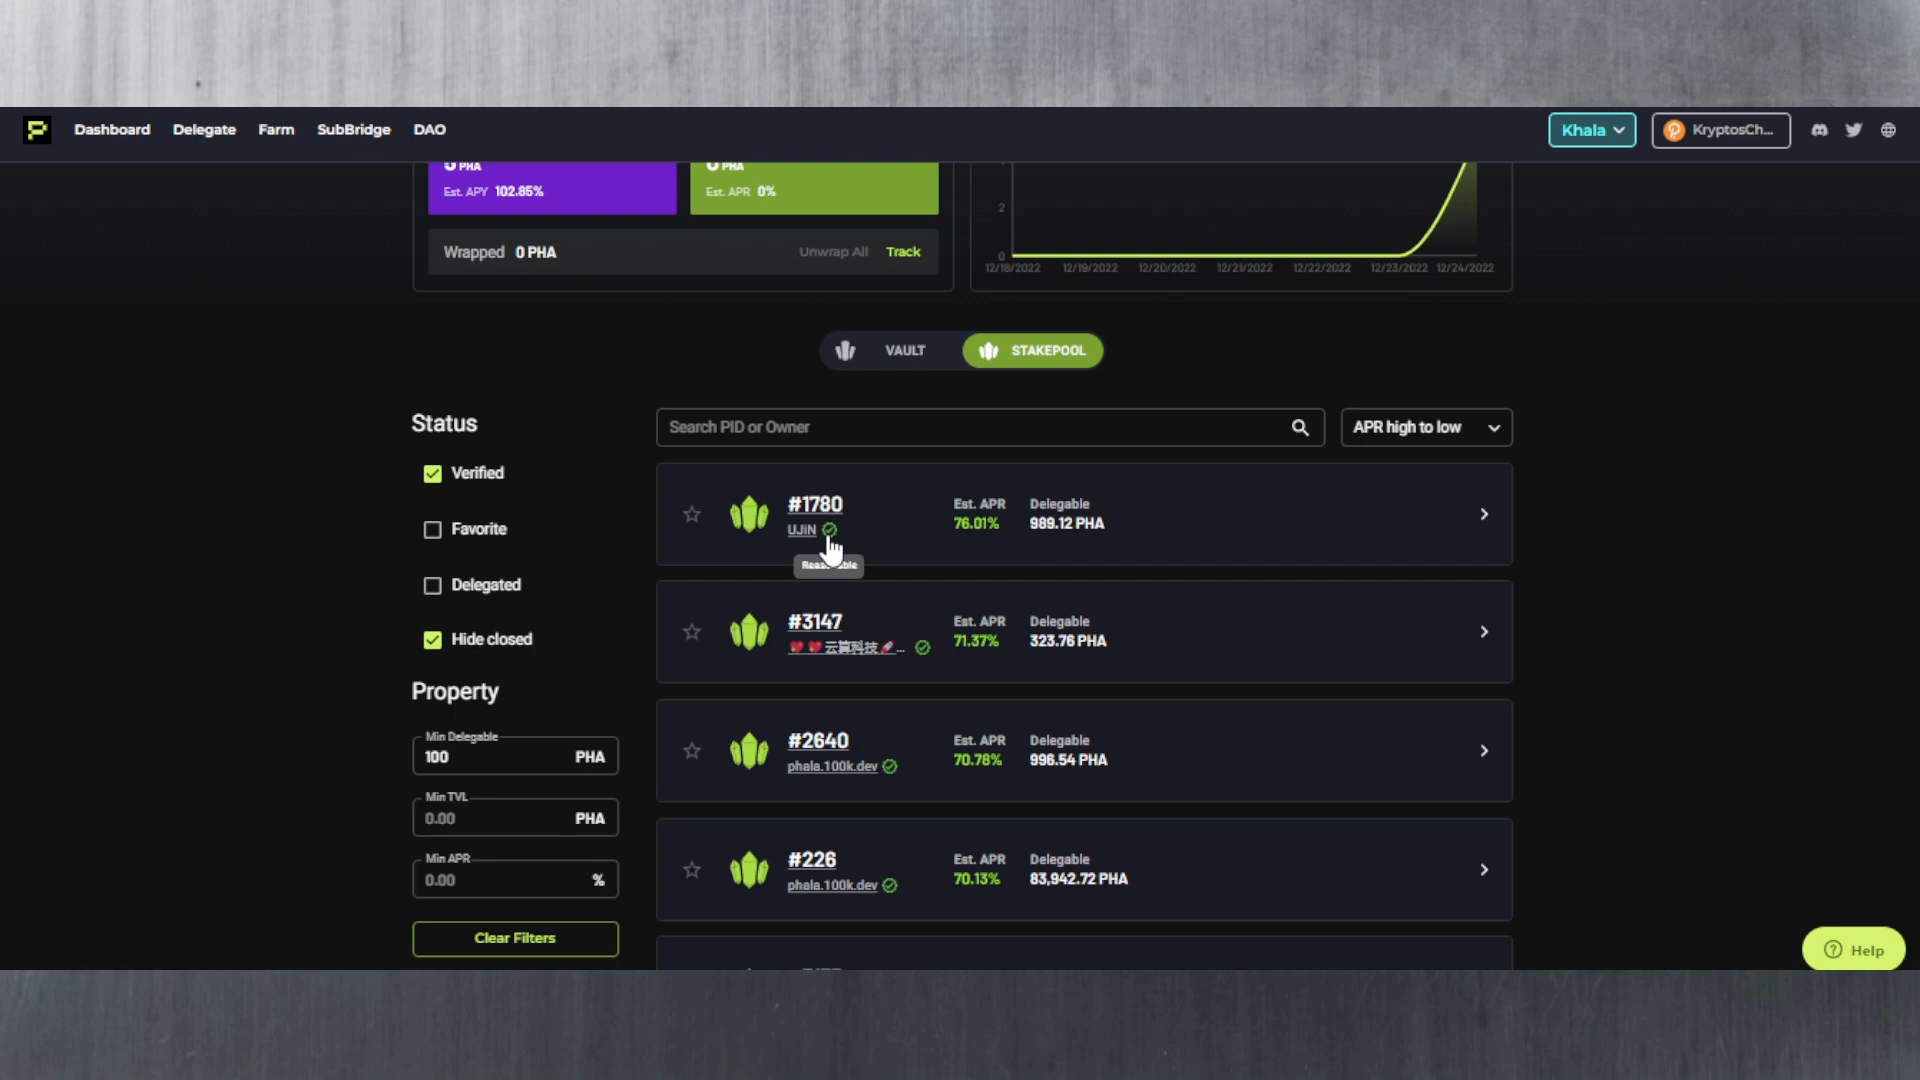 Dashboard Delegate Farm SubBridge DAO Khala KryptosCh...
0 PHA 0 PHA
Est. APY 102.85% Est. APR 0%
Wrapped 0 PHA Unwrap All Track
2
0
12/18/2022 12/19/2022 12/20/2022 12/21/2022 12/22/2022 12/23/2022 12/24/2022
VAULT STAKEPOOL
Status
Verified
Favorite
Delegated
Hide closed
Property
Min Delegable
100 PHA
Min TVL
0.00 PHA
Min APR
0.00 %
Clear Filters
Search PID or Owner APR high to low
#1780 Est. APR Delegable
UJIN 76.01% 989.12 PHA
#3147 Est. APR Delegable
云算科技 ... 71.37% 323.76 PHA
#2640 Est. APR Delegable
phala.100k.dev 70.78% 996.54 PHA
#226 Est. APR Delegable
phala.100k.dev 70.13% 83,942.72 PHA
Help